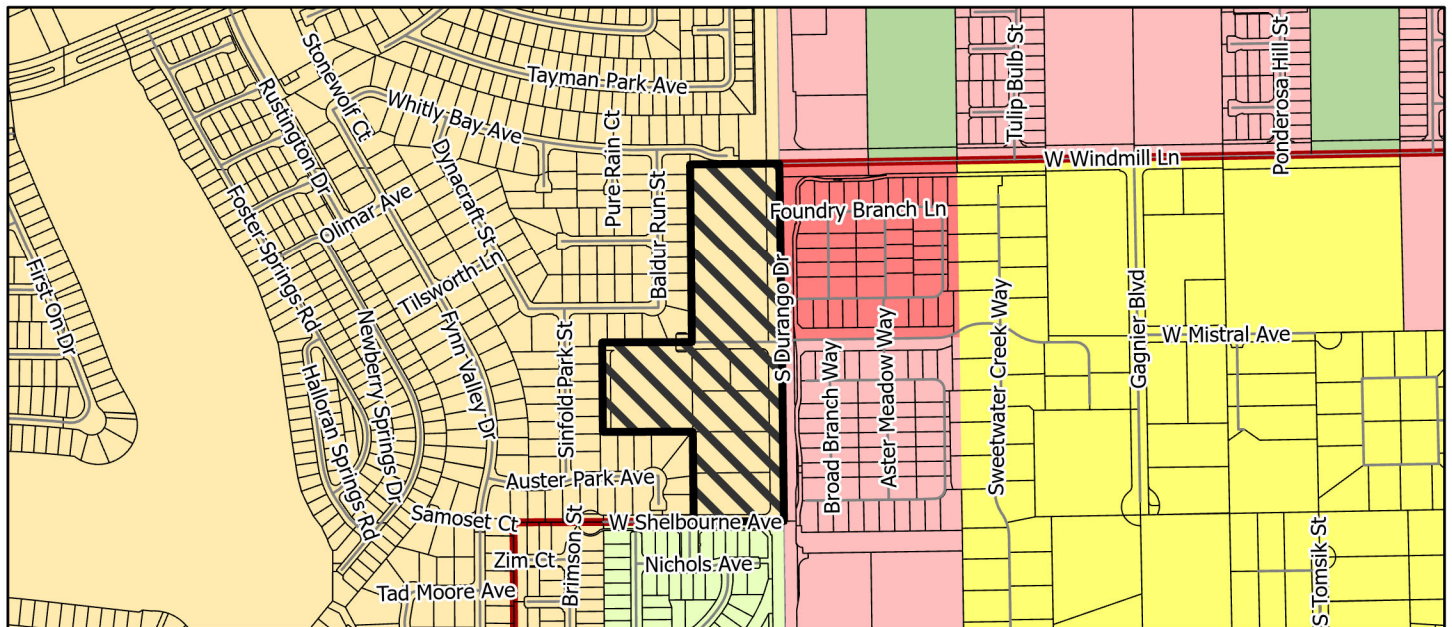 Stonewolf Ct
Tayman Park Ave
Tulip Bulb St
Ponderosa Hill St
Rustington Dr
Whitly Bay Ave
Pure Rain Ct
W Windmill Ln
Dynacraft St
Foster Springs Rd
Olimar Ave
Baldur Run St
Foundry Branch Ln
Tilsworth Ln
First On Dr
S Durango Dr
Sweetwater Creek Way
Gagnier Blvd
W Mistral Ave
Newberry Springs Dr
Fynn Valley Dr
Sinfold Park St
Halloran Springs Rd
Broad Branch Way
Aster Meadow Way
Auster Park Ave
Samoset Ct
W Shelbourne Ave
Brimson St
Zim Ct
Nichols Ave
Tad Moore Ave
S Tomsik St